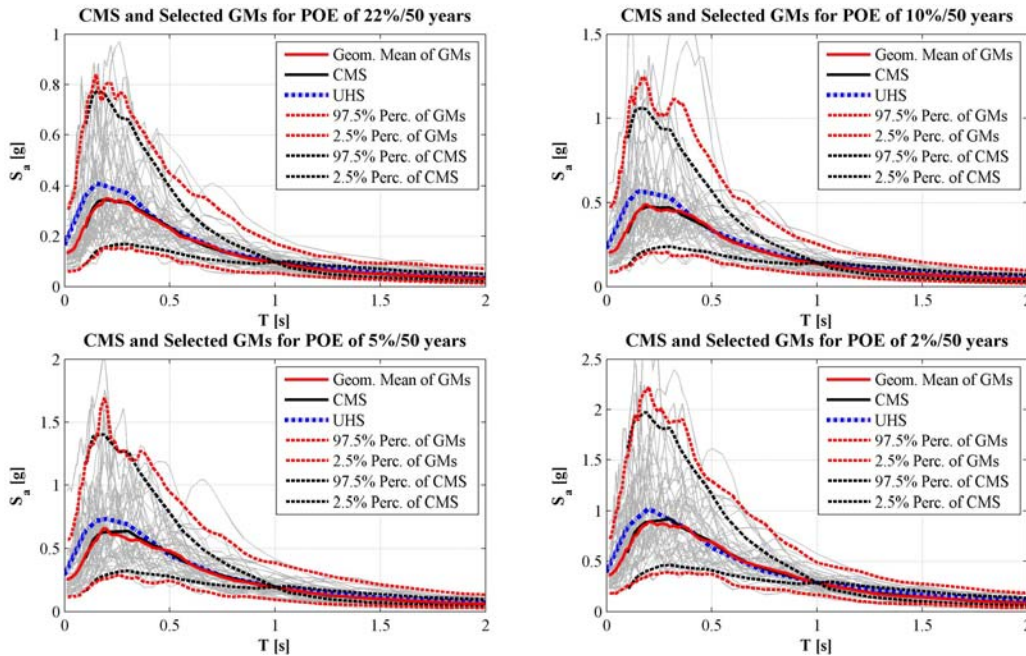 CMS and Selected GMs for POE of 22%/50 years
1
0.8
0.6
0.4
0.2
0
S a [g]
0
0.5
1
1.5
2
T [s]
Geom. Mean of GMs
CMS
UHS
97.5% Perc. of GMs
2.5% Perc. of GMs
97.5% Perc. of CMS
2.5% Perc. of CMS
CMS and Selected GMs for POE of 10%/50 years
1.5
1
0.5
0
S a [g]
0
0.5
1
1.5
2
T [s]
Geom. Mean of GMs
CMS
UHS
97.5% Perc. of GMs
2.5% Perc. of GMs
97.5% Perc. of CMS
2.5% Perc. of CMS
CMS and Selected GMs for POE of 5%/50 years
2
1.5
1
0.5
0
S a [g]
0
0.5
1
1.5
2
T [s]
Geom. Mean of GMs
CMS
UHS
97.5% Perc. of GMs
2.5% Perc. of GMs
97.5% Perc. of CMS
2.5% Perc. of CMS
CMS and Selected GMs for POE of 2%/50 years
2.5
2
1.5
1
0.5
0
S a [g]
0
0.5
1
1.5
2
T [s]
Geom. Mean of GMs
CMS
UHS
97.5% Perc. of GMs
2.5% Perc. of GMs
97.5% Perc. of CMS
2.5% Perc. of CMS